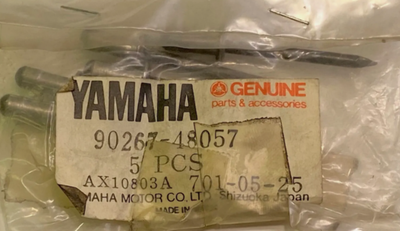 YAMAHA
GENUINE
parts & accessories
90267-48057
5 PCS
AX10803A 701-05-25
AMAHA MOTOR CO.LTD Shizuoka Japan
MADE IN